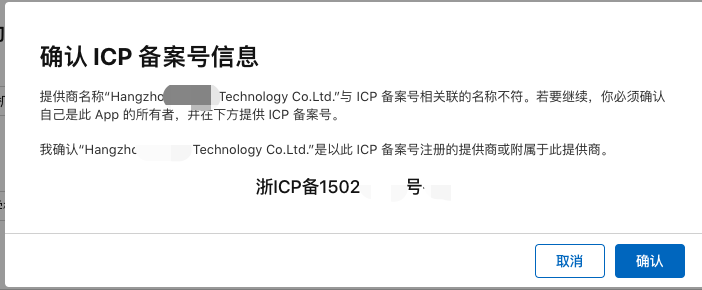 确认 ICP 备案号信息
提供商名称“Hangzho Technology Co.Ltd.”与 ICP 备案号相关联的名称不符。若要继续，你必须确认
自己是此 App 的所有者，并在下方提供 ICP 备案号。
我确认“Hangzho Technology Co.Ltd.”是以此 ICP 备案号注册的提供商或附属于此提供商。
浙ICP备1502 号
取消
确认